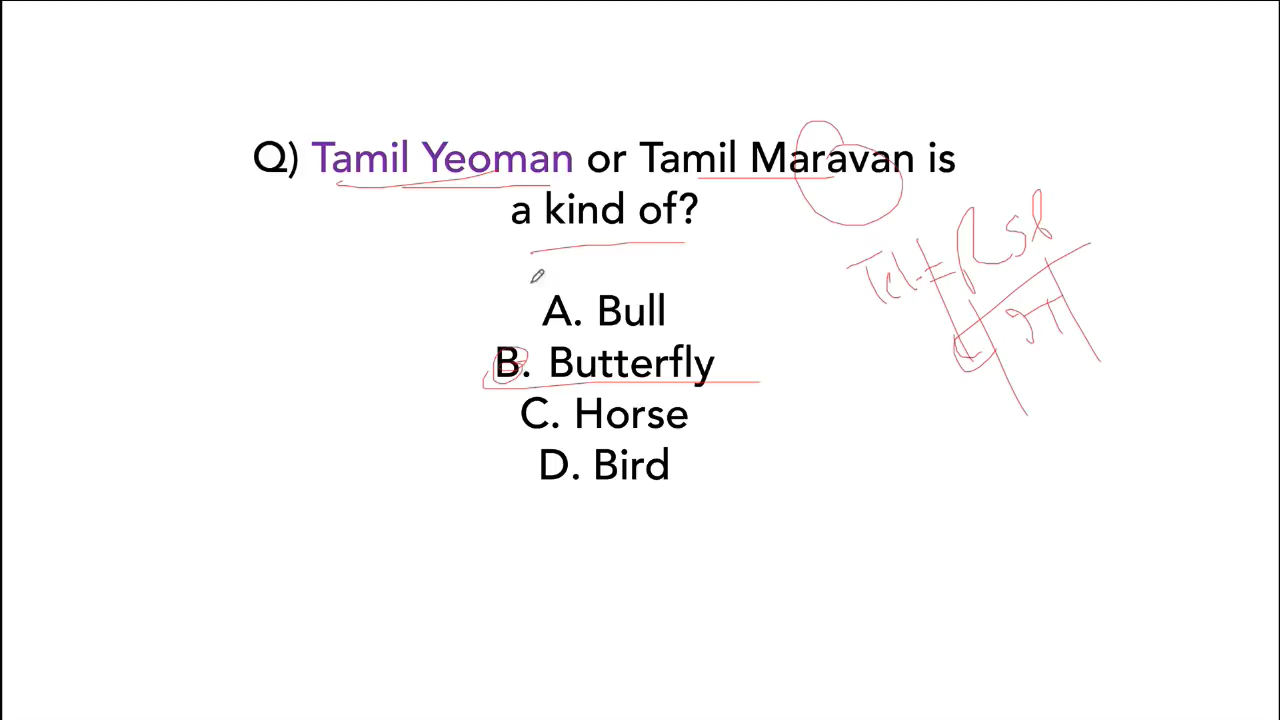 Q) Tamil Yeoman or Tamil Maravan is
a kind of?
A. Bull
B. Butterfly
C. Horse
D. Bird